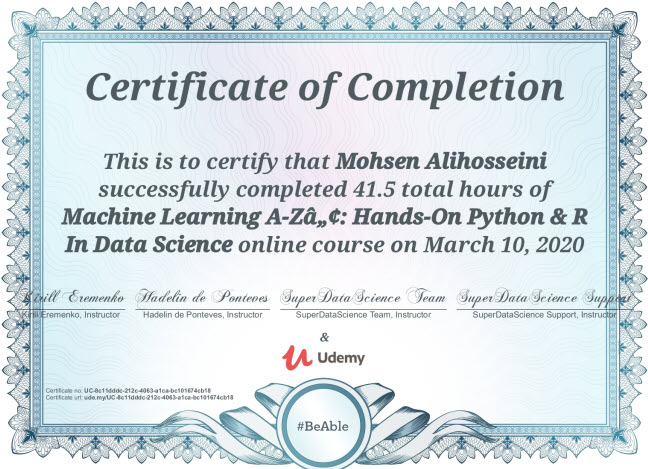 Certificate of Completion
This is to certify that Mohsen Alihosseini
successfully completed 41.5 total hours of
Machine Learning A-Zâ„¢: Hands-On Python & R
In Data Science online course on March 10, 2020
Kirill Eremenko Hadelin de Ponteves SuperDataScience Team SuperDataScience Support
Kirill Eremenko, Instructor Hadelin de Ponteves, Instructor SuperDataScience Team, Instructor SuperDataScience Support, Instructor
&
Udemy
Certificate no: UC-8c11dddc-212c-4063-a1ca-bc101674cb18
Certificate url: ude.my/UC-8c11dddc-212c-4063-a1ca-bc101674cb18
#BeAble